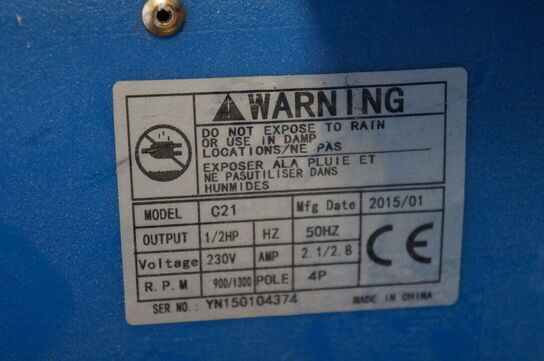 WARNING
DO NOT EXPOSE TO RAIN
OR USE IN DAMP
LOCATIONS/NE PAS
EXPOSER ALA PLUIE ET
NE PASUTILISER DANS
HUNMIDES
MODEL C21 Mfg Date 2015/01
OUTPUT 1/2HP HZ 50HZ
Voltage 230V AMP 2.1/2.8
CE
R.P.M 900/1300 POLE 4P
SER NO.: YN150104374 MADE IN CHINA